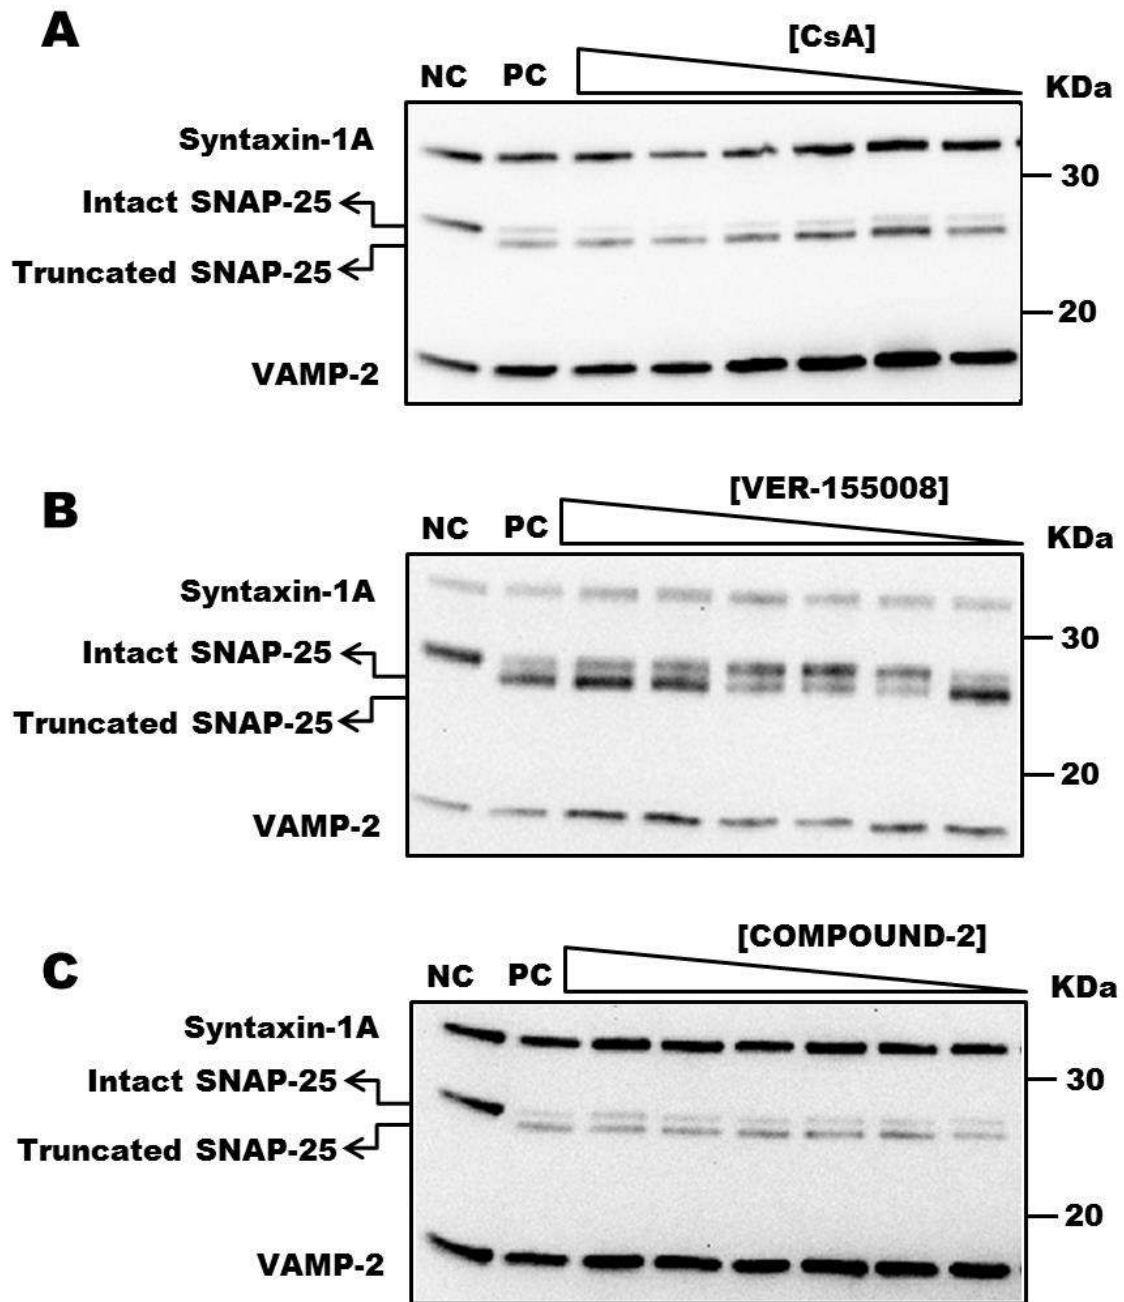 A
[CsA]
NC PC
KDa
Syntaxin-1A
30
Intact SNAP-25
Truncated SNAP-25
20
VAMP-2
B
[VER-155008]
NC PC
KDa
Syntaxin-1A
30
Intact SNAP-25
Truncated SNAP-25
20
VAMP-2
C
[COMPOUND-2]
NC PC
KDa
Syntaxin-1A
30
Intact SNAP-25
Truncated SNAP-25
20
VAMP-2